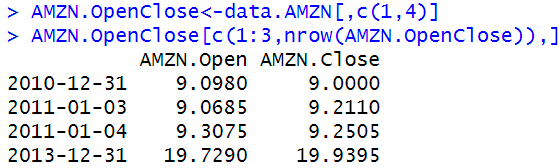 > AMZN.OpenClose<-data.AMZN[,c(1,4)]
> AMZN.OpenClose[c(1:3,nrow(AMZN.OpenClose)),]
AMZN.Open AMZN.Close
2010-12-31 9.0980 9.0000
2011-01-03 9.0685 9.2110
2011-01-04 9.3075 9.2505
2013-12-31 19.7290 19.9395